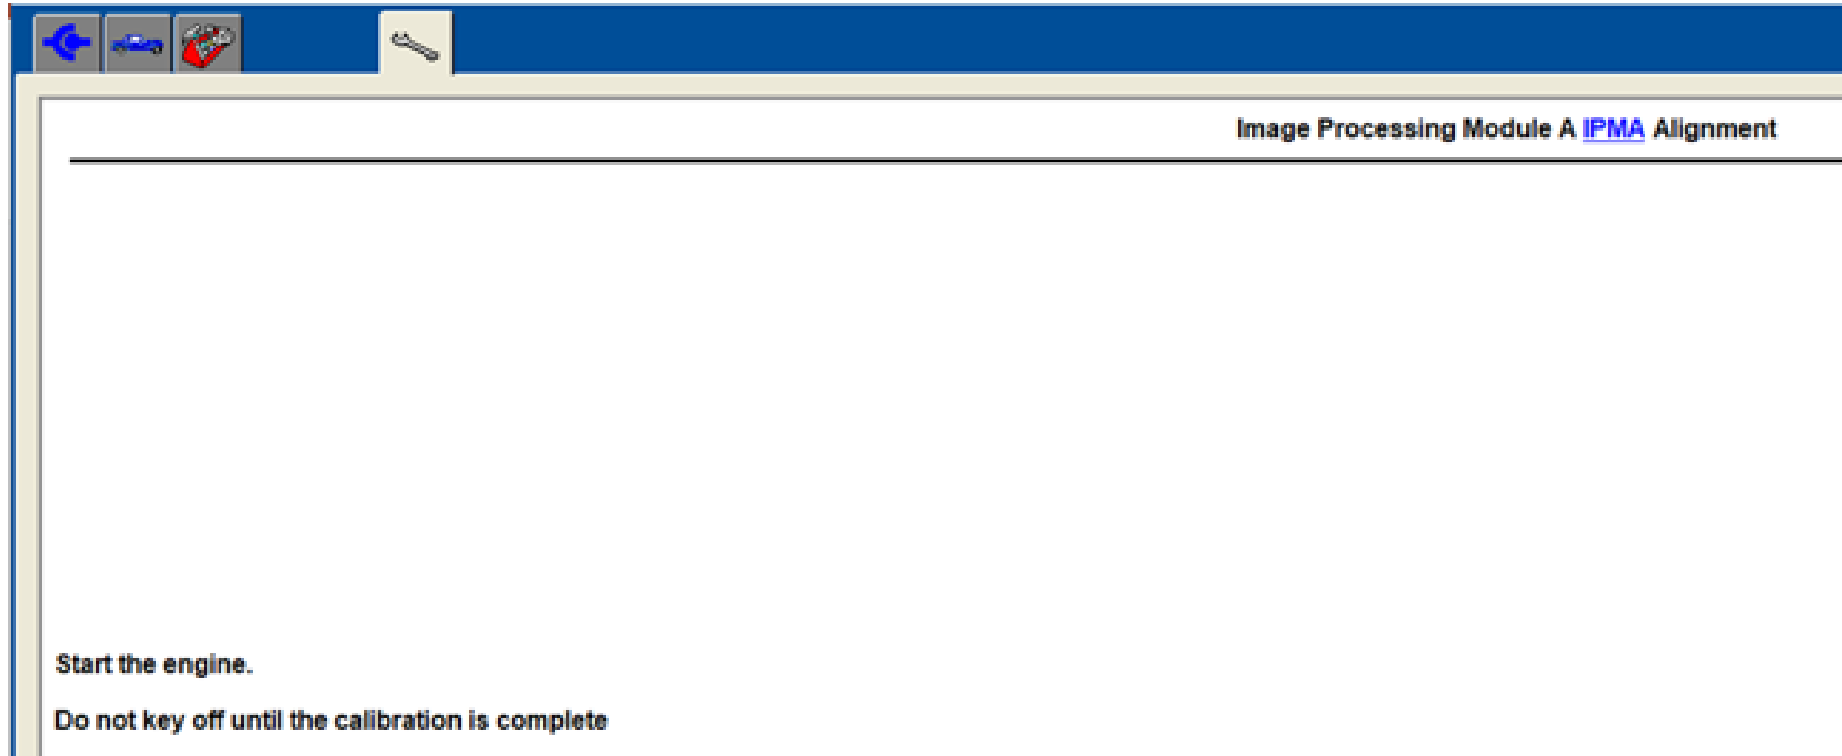 Image Processing Module A IPMA Alignment
Start the engine.
Do not key off until the calibration is complete